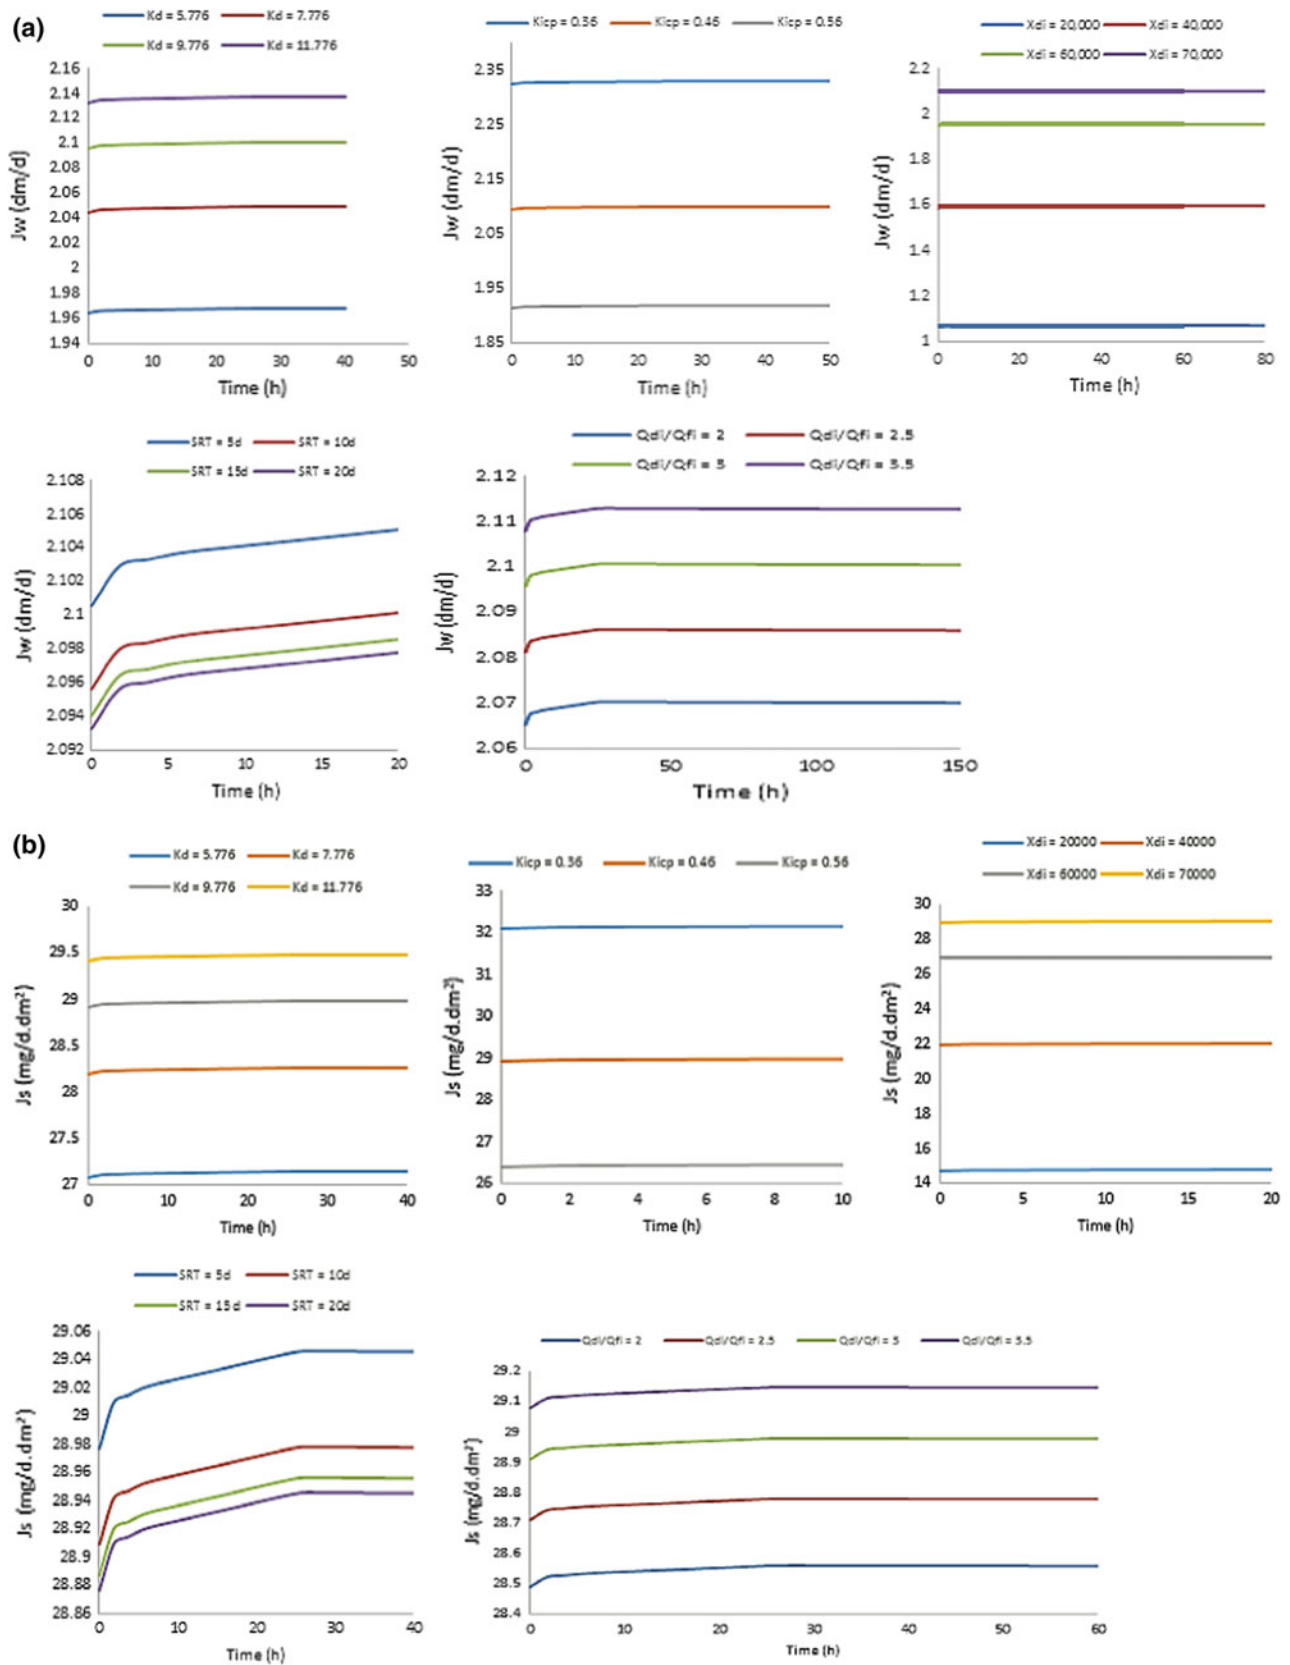 (a)
Kd = 5.776 Kd = 7.776
Kd = 9.776 Kd = 11.776
2.16
2.14
2.12
2.1
2.08
2.06
2.04
2.02
2
1.98
1.96
1.94
Jw (dm/d)
0 10 20 30 40 50
Time (h)
Kicp = 0.36 Kicp = 0.46 Kicp = 0.56
2.35
2.25
2.15
2.05
1.95
1.85
Jw (dm/d)
0 10 20 30 40 50
Time (h)
Xdi = 20,000 Xdi = 40,000
Xdi = 60,000 Xdi = 70,000
2.2
2
1.8
1.6
1.4
1.2
1
Jw (dm/d)
0 20 40 60 80
Time (h)
SRT = 5d SRT = 10d
SRT = 15d SRT = 20d
2.108
2.106
2.104
2.102
2.1
2.098
2.096
2.094
2.092
Jw (dm/d)
0 5 10 15 20
Time (h)
Qdi/Qfi = 2 Qdi/Qfi = 2.5
Qdi/Qfi = 3 Qdi/Qfi = 3.5
2.12
2.11
2.1
2.09
2.08
2.07
2.06
Jw (dm/d)
0 50 100 150
Time (h)
(b)
Kd = 5.776 Kd = 7.776
Kd = 9.776 Kd = 11.776
30
29.5
29
28.5
28
27.5
27
Js (mg/d.dm²)
0 10 20 30 40
Time (h)
Kicp = 0.36 Kicp = 0.46 Kicp = 0.56
33
32
31
30
29
28
27
26
Js (mg/d.dm²)
0 2 4 6 8 10
Time (h)
Xdi = 20000 Xdi = 40000
Xdi = 60000 Xdi = 70000
30
28
26
24
22
20
18
16
14
Js (mg/d.dm²)
0 5 10 15 20
Time (h)
SRT = 5d SRT = 10d
SRT = 15d SRT = 20d
29.06
29.04
29.02
29
28.98
28.96
28.94
28.92
28.9
28.88
28.86
Js (mg/d.dm²)
0 10 20 30 40
Time (h)
Qdi/Qfi = 2 Qdi/Qfi = 2.5 Qdi/Qfi = 3 Qdi/Qfi = 3.5
29.2
29.1
29
28.9
28.8
28.7
28.6
28.5
28.4
Js (mg/d.dm²)
0 10 20 30 40 50 60
Time (h)